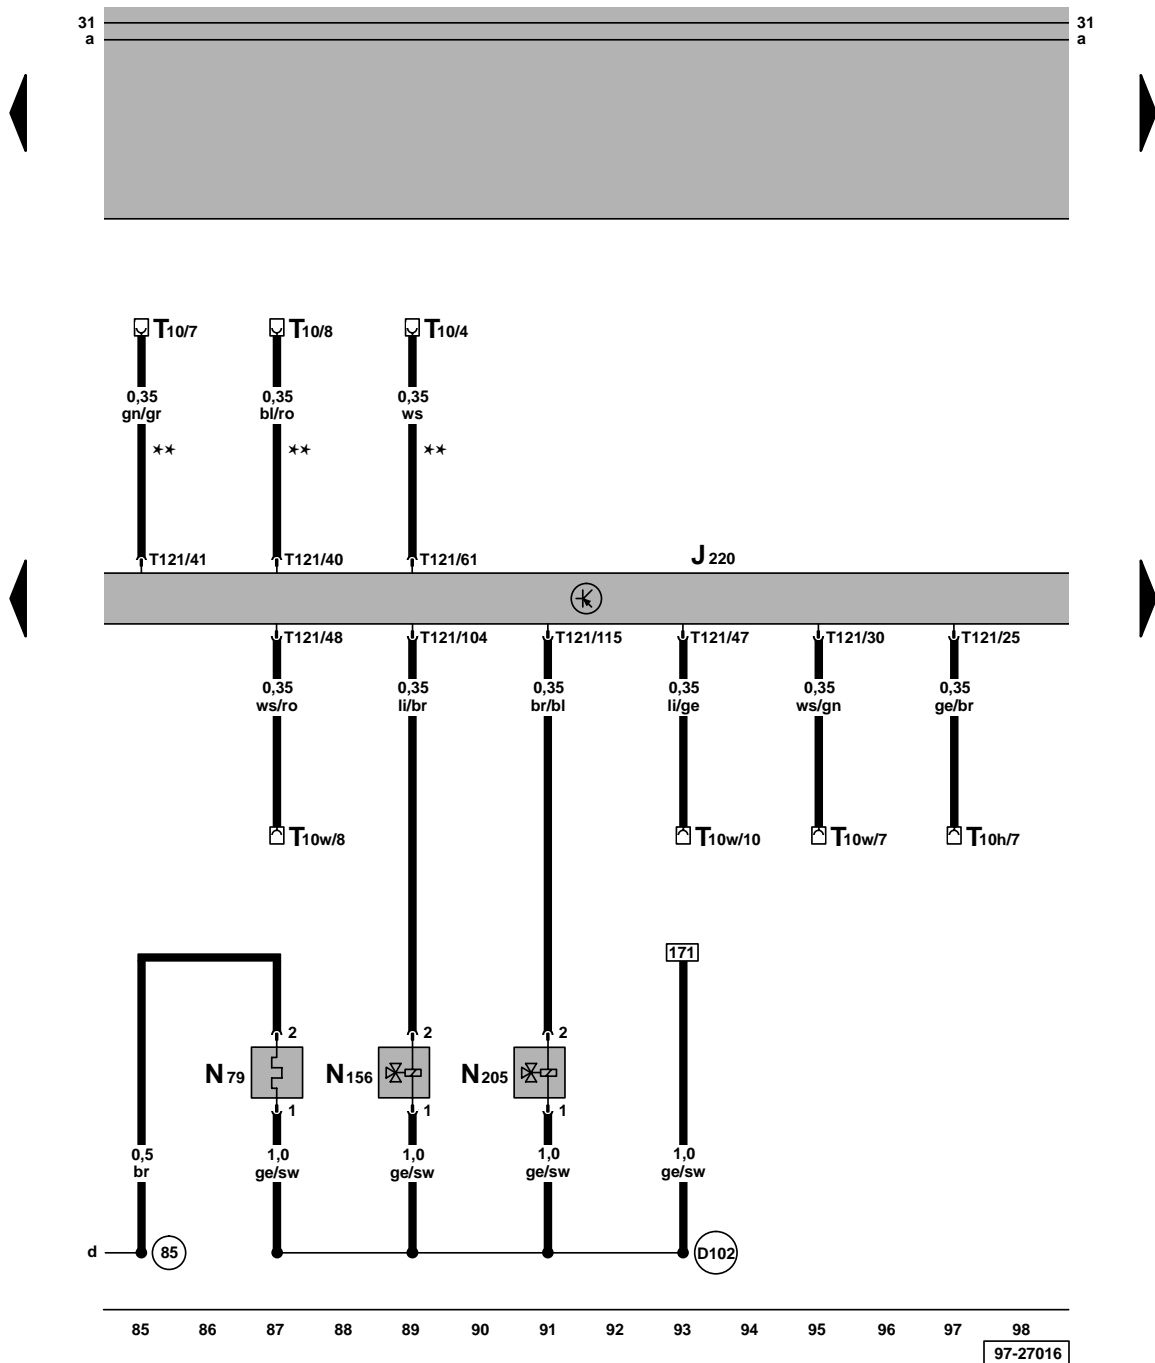 31 31
a a
T10/7 T10/8 T10/4
0,35 0,35 0,35
gn/gr bl/ro ws
** ** **
T121/41 T121/40 T121/61 J 220
T121/48 T121/104 T121/115 T121/47 T121/30 T121/25
0,35 0,35 0,35 0,35 0,35 0,35
ws/ro li/br br/bl li/ge ws/gn ge/br
T10w/8 T10w/10 T10w/7 T10h/7
171
2 2 2
N 79 N 156 N 205
1 1 1
0,5 1,0 1,0 1,0 1,0
br ge/sw ge/sw ge/sw ge/sw
d 85 D102
85 86 87 88 89 90 91 92 93 94 95 96 97 98
97-27016